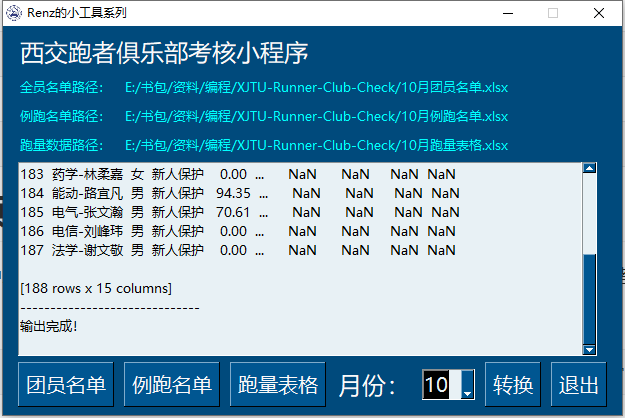 Renz的小工具系列
西交跑者俱乐部考核小程序
全员名单路径： E:/书包/资料/编程/XJTU-Runner-Club-Check/10月团员名单.xlsx
例跑名单路径： E:/书包/资料/编程/XJTU-Runner-Club-Check/10月例跑名单.xlsx
跑量数据路径： E:/书包/资料/编程/XJTU-Runner-Club-Check/10月跑量表格.xlsx
183 药学-林柔嘉 女 新人保护 0.00 ... NaN NaN NaN NaN
184 能动-路宜凡 男 新人保护 94.35 ... NaN NaN NaN NaN
185 电气-张文瀚 男 新人保护 70.61 ... NaN NaN NaN NaN
186 电信-刘峰玮 男 新人保护 0.00 ... NaN NaN NaN NaN
187 法学-谢文敬 男 新人保护 0.00 ... NaN NaN NaN NaN
[188 rows x 15 columns]
------------------------------
输出完成!
团员名单 例跑名单 跑量表格 月份： 10 转换 退出